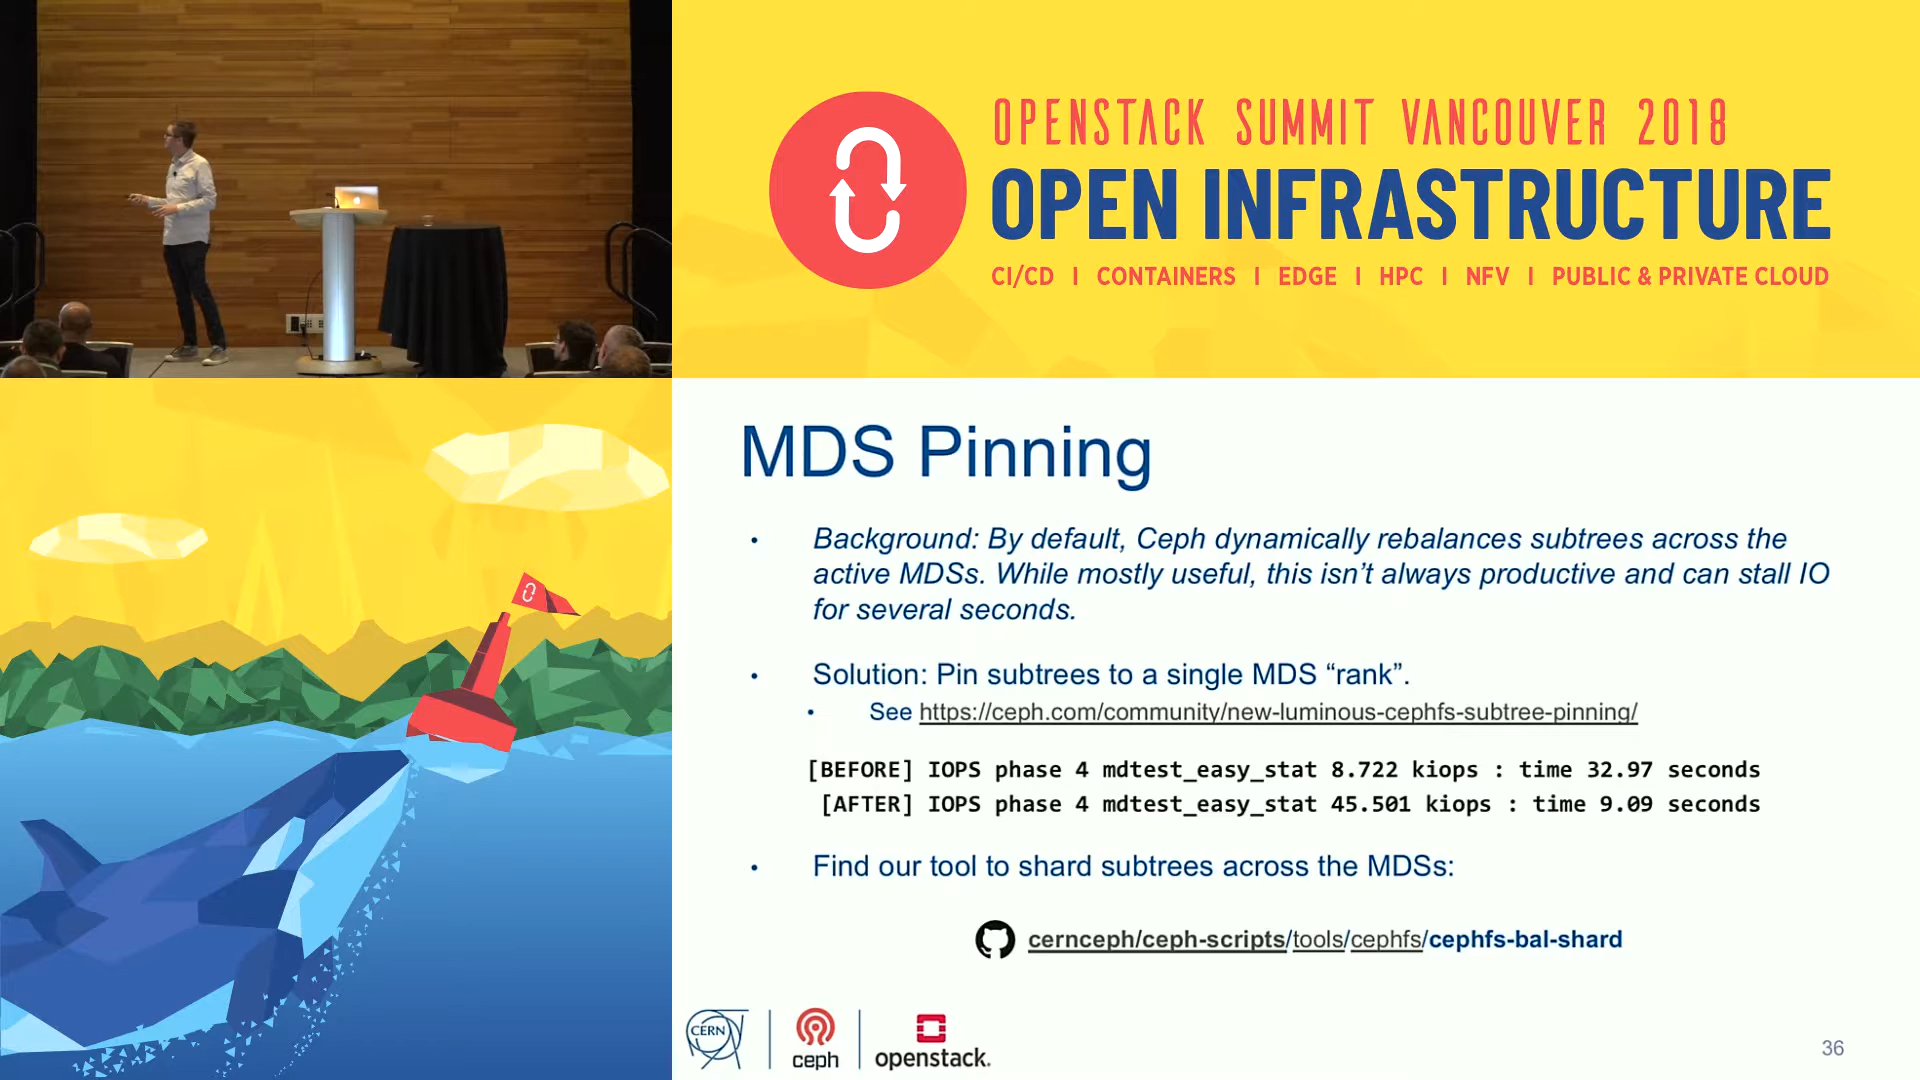 OPENSTACK SUMMIT VANCOUVER 2018
OPEN INFRASTRUCTURE
CI/CD | CONTAINERS | EDGE | HPC | NFV | PUBLIC & PRIVATE CLOUD
MDS Pinning
• Background: By default, Ceph dynamically rebalances subtrees across the
active MDSs. While mostly useful, this isn’t always productive and can stall IO
for several seconds.
• Solution: Pin subtrees to a single MDS “rank”.
• See https://ceph.com/community/new-luminous-cephfs-subtree-pinning/
[BEFORE] IOPS phase 4 mdtest_easy_stat 8.722 kiops : time 32.97 seconds
[AFTER] IOPS phase 4 mdtest_easy_stat 45.501 kiops : time 9.09 seconds
• Find our tool to shard subtrees across the MDSs:
cernceph/ceph-scripts/tools/cephfs/cephfs-bal-shard
CERN
ceph
openstack.
36